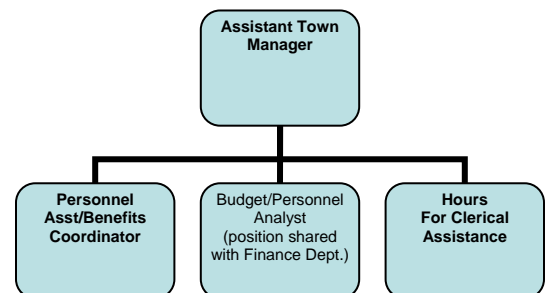 Assistant Town
Manager
Personnel
Asst/Benefits
Coordinator
Budget/Personnel
Analyst
(position shared
with Finance Dept.)
Hours
For Clerical
Assistance